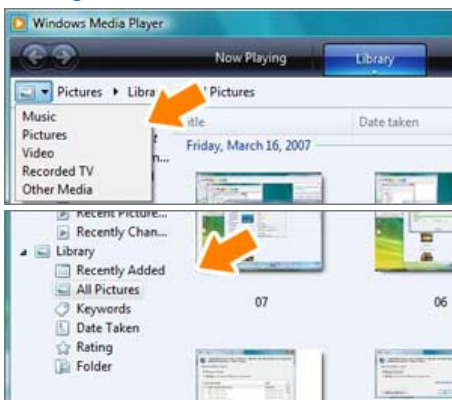 Windows Media Player
Now Playing Library
Pictures Libra Pictures
Music
Pictures
Video
Recorded TV
Other Media
itle Date taken
Friday, March 16, 2007
n...
Recent Picture...
Recently Chan...
Library
Recently Added
All Pictures
Keywords
Date Taken
Rating
Folder
07
06